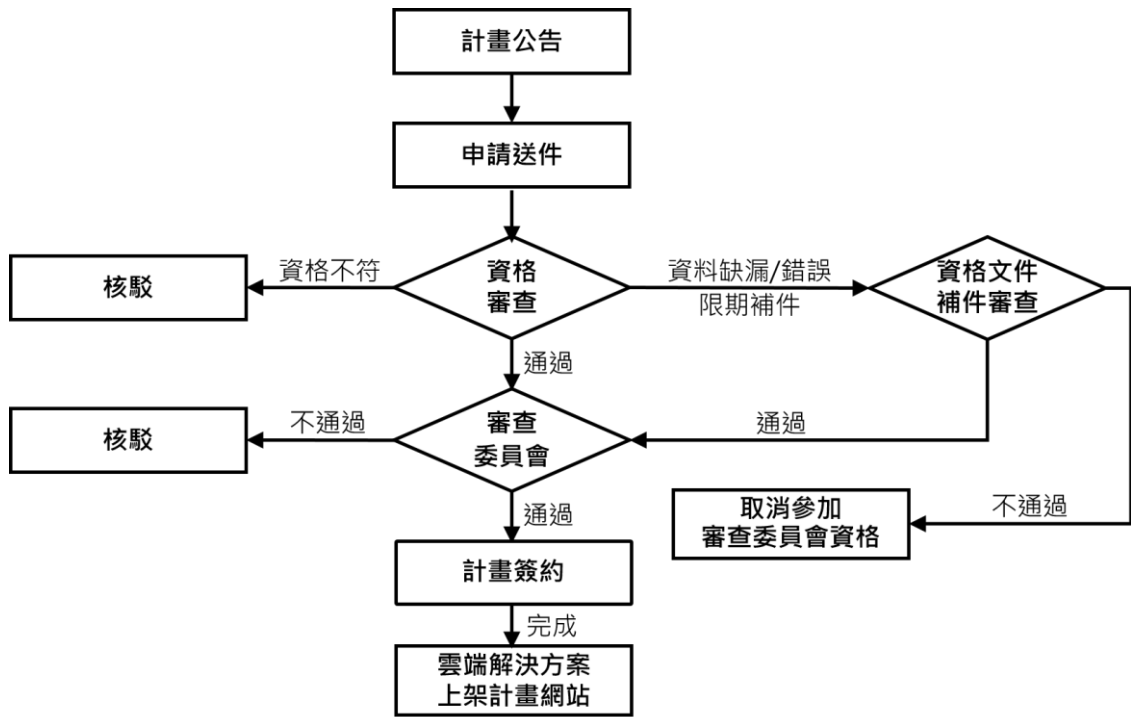 計畫公告
申請送件
核駁
資格不符
資格
審查
資料缺漏/錯誤
限期補件
資格文件
補件審查
通過
核駁
不通過
審查
委員會
通過
通過
取消參加
審查委員會資格
不通過
計畫簽約
完成
雲端解決方案
上架計畫網站